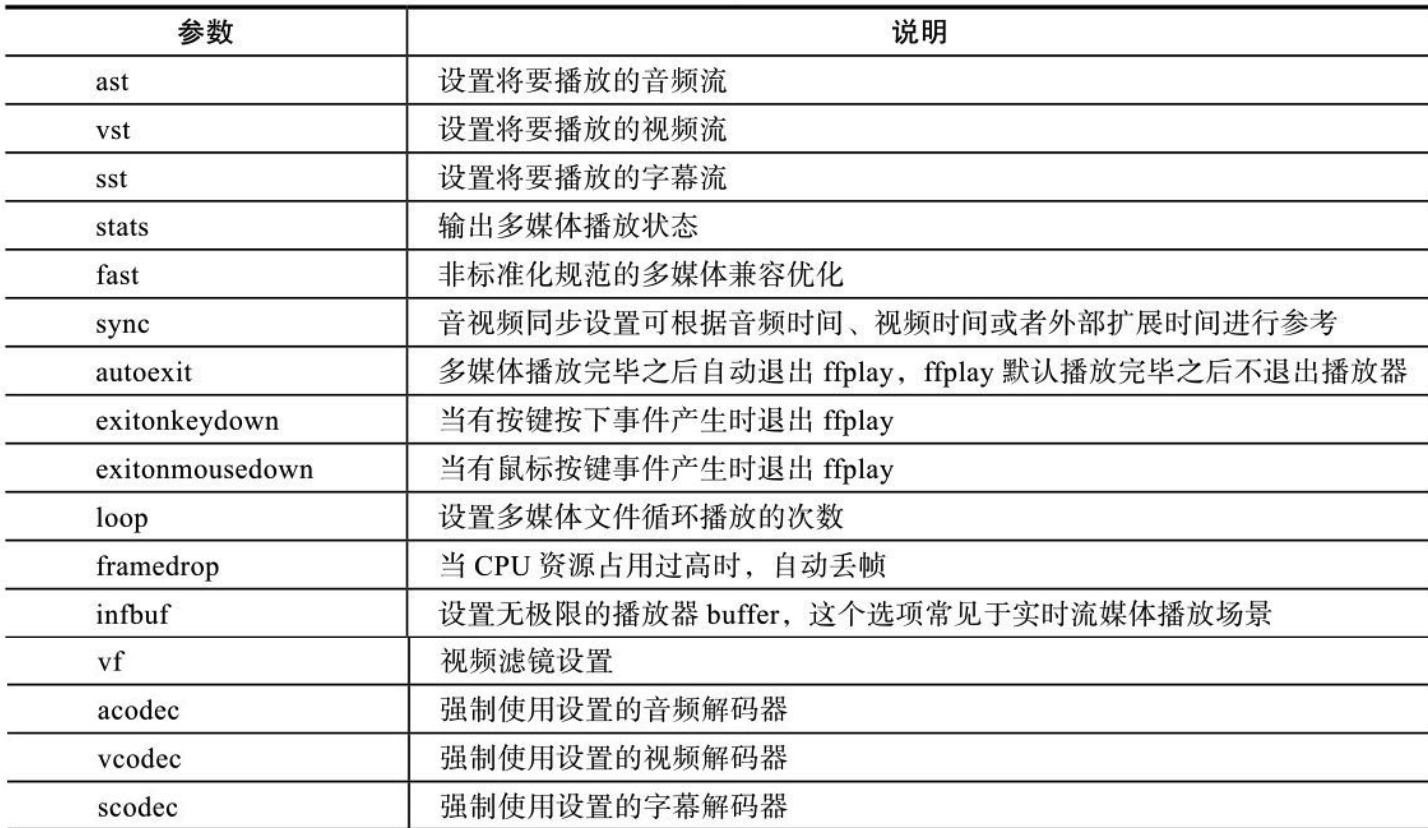 参数 说明
ast 设置将要播放的音频流
vst 设置将要播放的视频流
sst 设置将要播放的字幕流
stats 输出多媒体播放状态
fast 非标准化规范的多媒体兼容优化
sync 音视频同步设置可根据音频时间、视频时间或者外部扩展时间进行参考
autoexit 多媒体播放完毕之后自动退出 ffplay，ffplay 默认播放完毕之后不退出播放器
exitonkeydown 当有按键按下事件产生时退出 ffplay
exitonmousedown 当有鼠标按键事件产生时退出 ffplay
loop 设置多媒体文件循环播放的次数
framedrop 当 CPU 资源占用过高时，自动丢帧
infbuf 设置无极限的播放器 buffer，这个选项常见于实时流媒体播放场景
vf 视频滤镜设置
acodec 强制使用设置的音频解码器
vcodec 强制使用设置的视频解码器
scodec 强制使用设置的字幕解码器